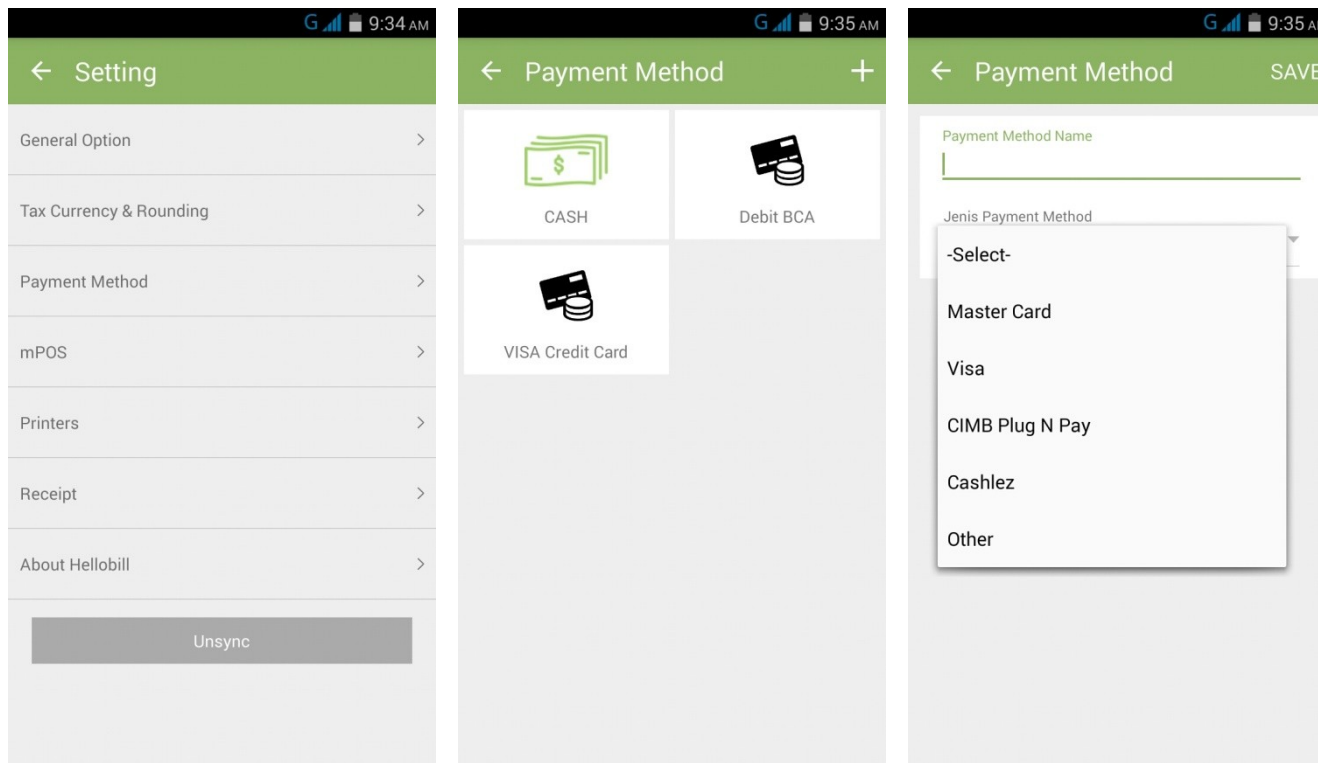 G 9:34 AM
Setting
General Option
Tax Currency & Rounding
Payment Method
mPOS
Printers
Receipt
About Hellobill
Unsync
G 9:35 AM
Payment Method
$
CASH
Debit BCA
VISA Credit Card
G 9:35 AM
Payment Method SAVE
Payment Method Name
Jenis Payment Method
-Select-
Master Card
Visa
CIMB Plug N Pay
Cashlez
Other